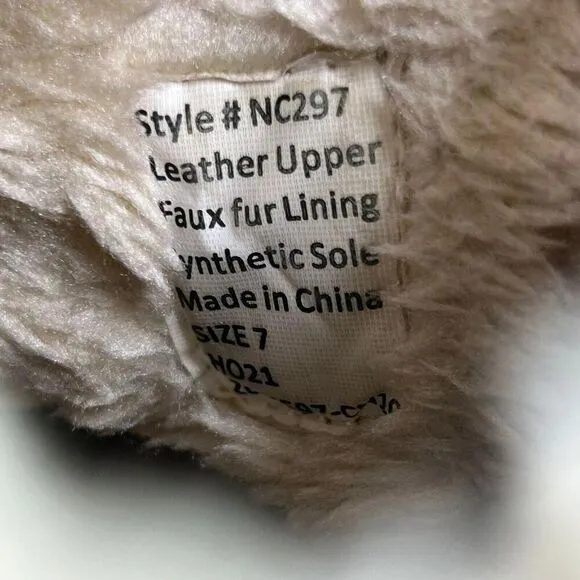 Style # NC297
Leather Upper
Faux fur Lining
ynthetic Sole
Made in China
SIZE 7
HO21